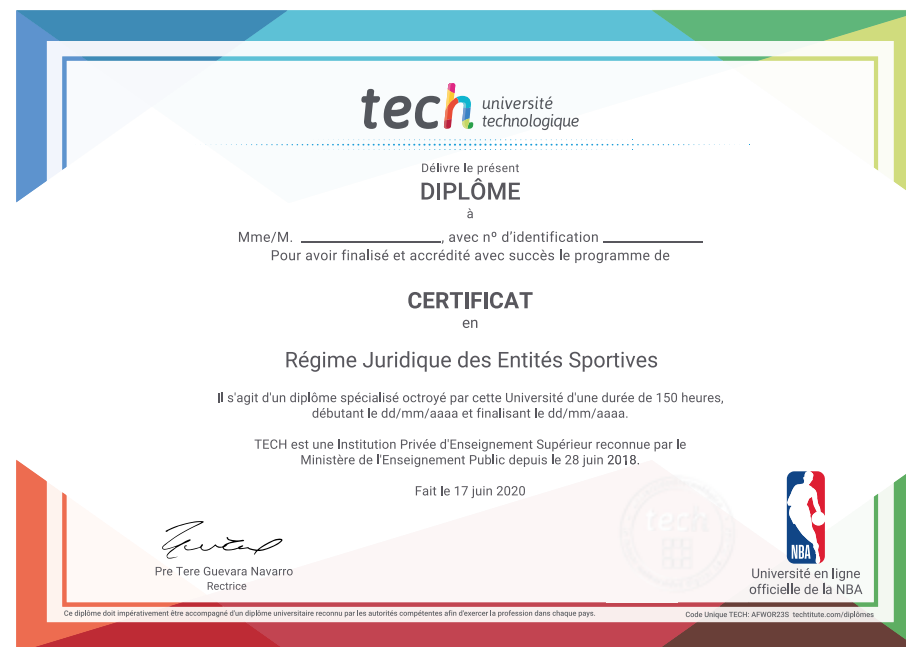 tech université
technologique
Délivre le présent
DIPLÔME
à
Mme/M. ____________________, avec nº d'identification ______________
Pour avoir finalisé et accrédité avec succès le programme de
CERTIFICAT
en
Régime Juridique des Entités Sportives
Il s'agit d'un diplôme spécialisé octroyé par cette Université d'une durée de 150 heures,
débutant le dd/mm/aaaa et finalisant le dd/mm/aaaa.
TECH est une Institution Privée d'Enseignement Supérieur reconnue par le
Ministère de l'Enseignement Public depuis le 28 juin 2018.
Fait le 17 juin 2020
tech
NBA
Pre Tere Guevara Navarro
Rectrice
Université en ligne
officielle de la NBA
Ce diplôme doit impérativement être accompagné d'un diplôme universitaire reconnu par les autorités compétentes afin d'exercer la profession dans chaque pays.
Code Unique TECH: AFWOR23S techtitute.com/diplômes